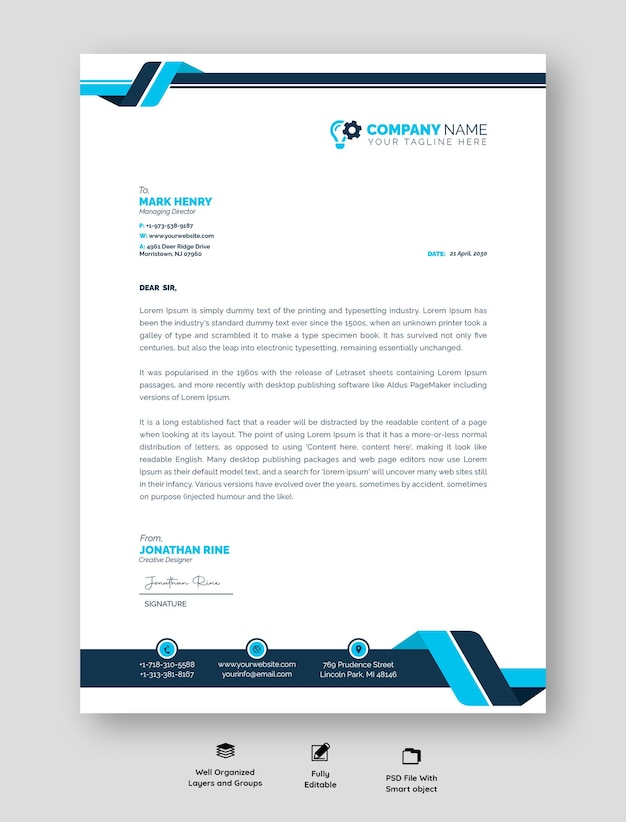 COMPANY NAME
YOUR TAGLINE HERE
To,
MARK HENRY
Managing Director
P: +1-973-538-9187
W: www.yourwebsite.com
A: 4961 Deer Ridge Drive
Morristown, NJ 07960
DATE: 21 April, 2030
DEAR SIR,
Lorem Ipsum is simply dummy text of the printing and typesetting industry. Lorem Ipsum has
been the industry's standard dummy text ever since the 1500s, when an unknown printer took a
galley of type and scrambled it to make a type specimen book. It has survived not only five
centuries, but also the leap into electronic typesetting, remaining essentially unchanged.
It was popularised in the 1960s with the release of Letraset sheets containing Lorem Ipsum
passages, and more recently with desktop publishing software like Aldus PageMaker including
versions of Lorem Ipsum.
It is a long established fact that a reader will be distracted by the readable content of a page
when looking at its layout. The point of using Lorem Ipsum is that it has a more-or-less normal
distribution of letters, as opposed to using 'Content here, content here', making it look like
readable English. Many desktop publishing packages and web page editors now use Lorem
Ipsum as their default model text, and a search for 'lorem ipsum' will uncover many web sites still
in their infancy. Various versions have evolved over the years, sometimes by accident, sometimes
on purpose (injected humour and the like).
From,
JONATHAN RINE
Creative Designer
Jonathan Rine
SIGNATURE
+1-718-310-5588
+1-313-381-8167
www.yourwebsite.com
yourinfo@email.com
769 Prudence Street
Lincoln Park, MI 48146
Well Organized
Layers and Groups
Fully
Editable
PSD File With
Smart object